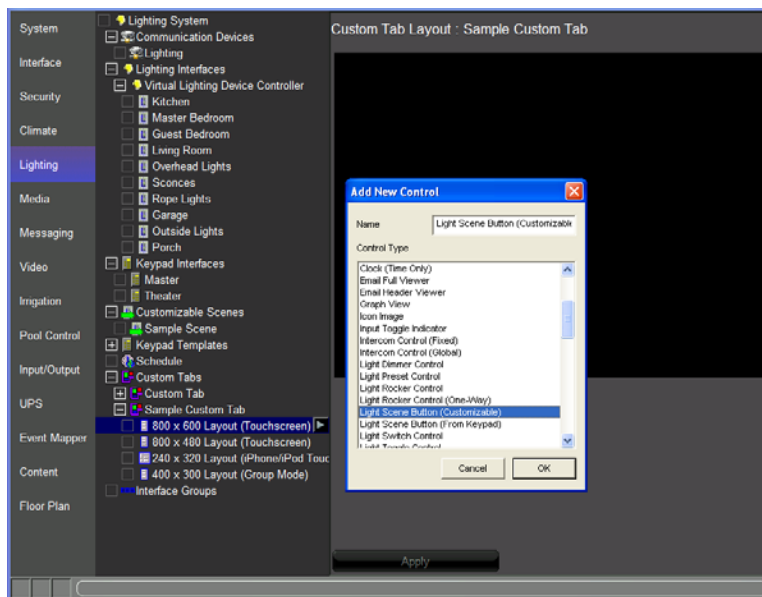 System
Interface
Security
Climate
Lighting
Media
Messaging
Video
Irrigation
Pool Control
Input/Output
UPS
Event Mapper
Content
Floor Plan
Lighting System
Communication Devices
Lighting
Lighting Interfaces
Virtual Lighting Device Controller
Kitchen
Master Bedroom
Guest Bedroom
Living Room
Overhead Lights
Sconces
Rope Lights
Garage
Outside Lights
Porch
Keypad Interfaces
Master
Theater
Customizable Scenes
Sample Scene
Keypad Templates
Schedule
Custom Tabs
Custom Tab
Sample Custom Tab
800 x 600 Layout (Touchscreen)
800 x 480 Layout (Touchscreen)
240 x 320 Layout (iPhone/iPod Touc
400 x 300 Layout (Group Mode)
Interface Groups
Custom Tab Layout : Sample Custom Tab
Add New Control
Name Light Scene Button (Customizable
Control Type
Clock (Time Only)
Email Full Viewer
Email Header Viewer
Graph View
Icon Image
Input Toggle Indicator
Intercom Control (Fixed)
Intercom Control (Global)
Light Dimmer Control
Light Preset Control
Light Rocker Control
Light Rocker Control (One-Way)
Light Scene Button (Customizable)
Light Scene Button (From Keypad)
Light Switch Control
Light Toggle Control
Cancel OK
Apply